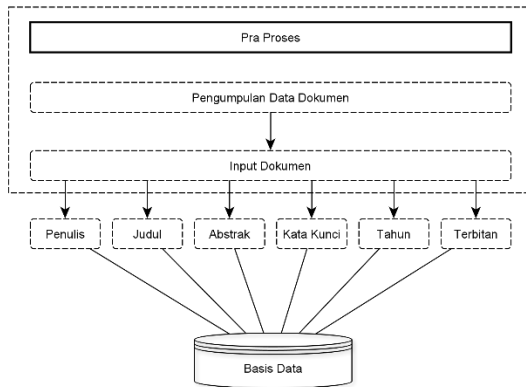 Pra Proses
Pengumpulan Data Dokumen
Input Dokumen
Penulis
Judul
Abstrak
Kata Kunci
Tahun
Terbitan
Basis Data